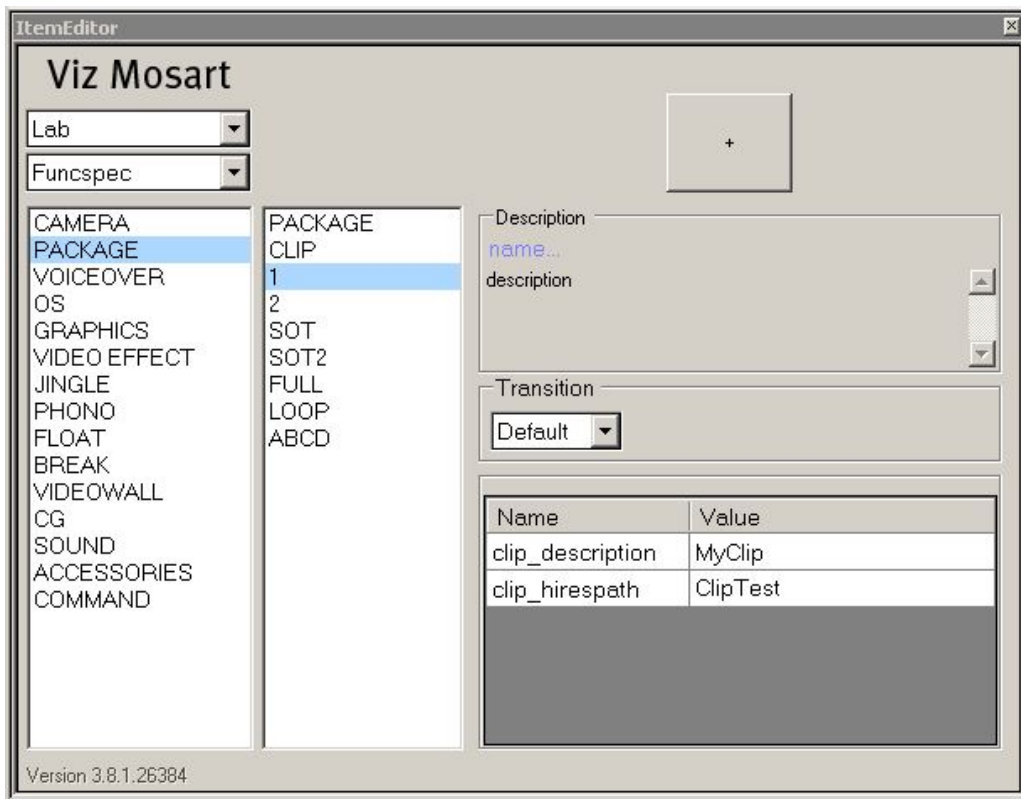 ItemEditor
Viz Mosart
Lab
Funcspec
+
CAMERA
PACKAGE
VOICEOVER
OS
GRAPHICS
VIDEO EFFECT
JINGLE
PHONO
FLOAT
BREAK
VIDEOWALL
CG
SOUND
ACCESSORIES
COMMAND
PACKAGE
CLIP
1
2
SOT
SOT2
FULL
LOOP
ABCD
Description
name...
description
Transition
Default
Name Value
clip_description MyClip
clip_hirespath ClipTest
Version 3.8.1.26384